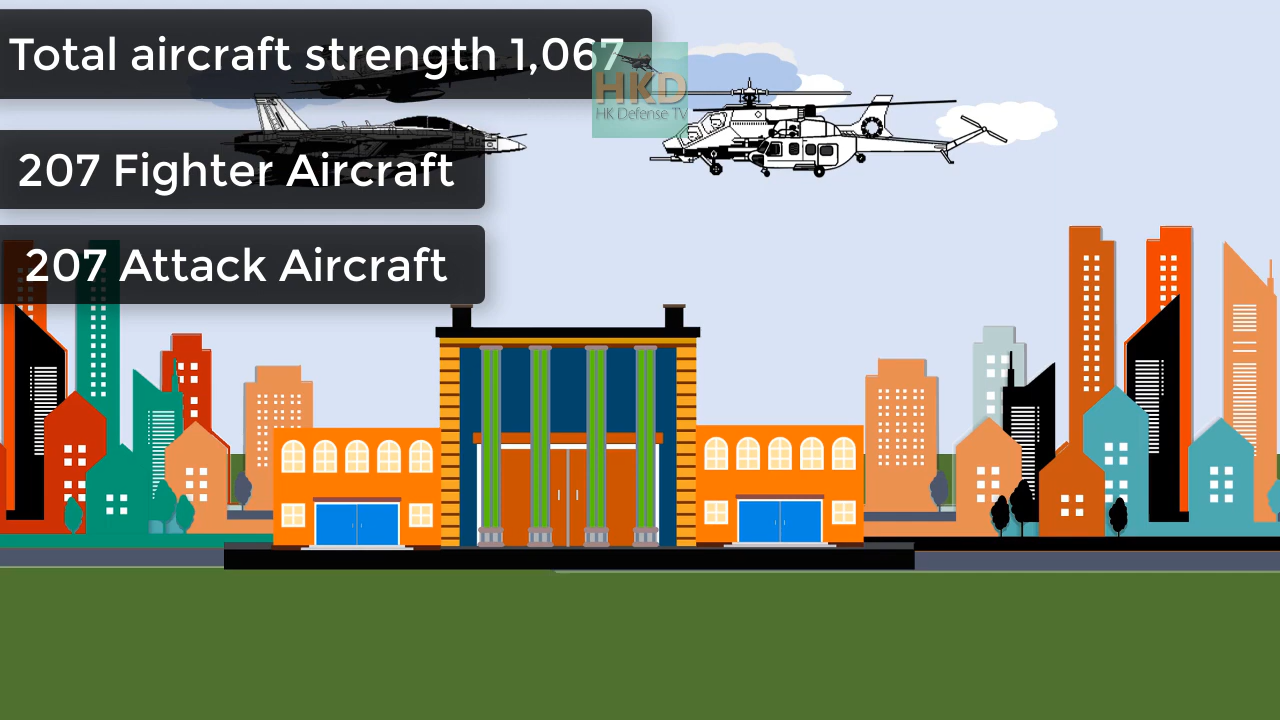 Total aircraft strength 1,067
HKD
HK Defense TV
207 Fighter Aircraft
207 Attack Aircraft